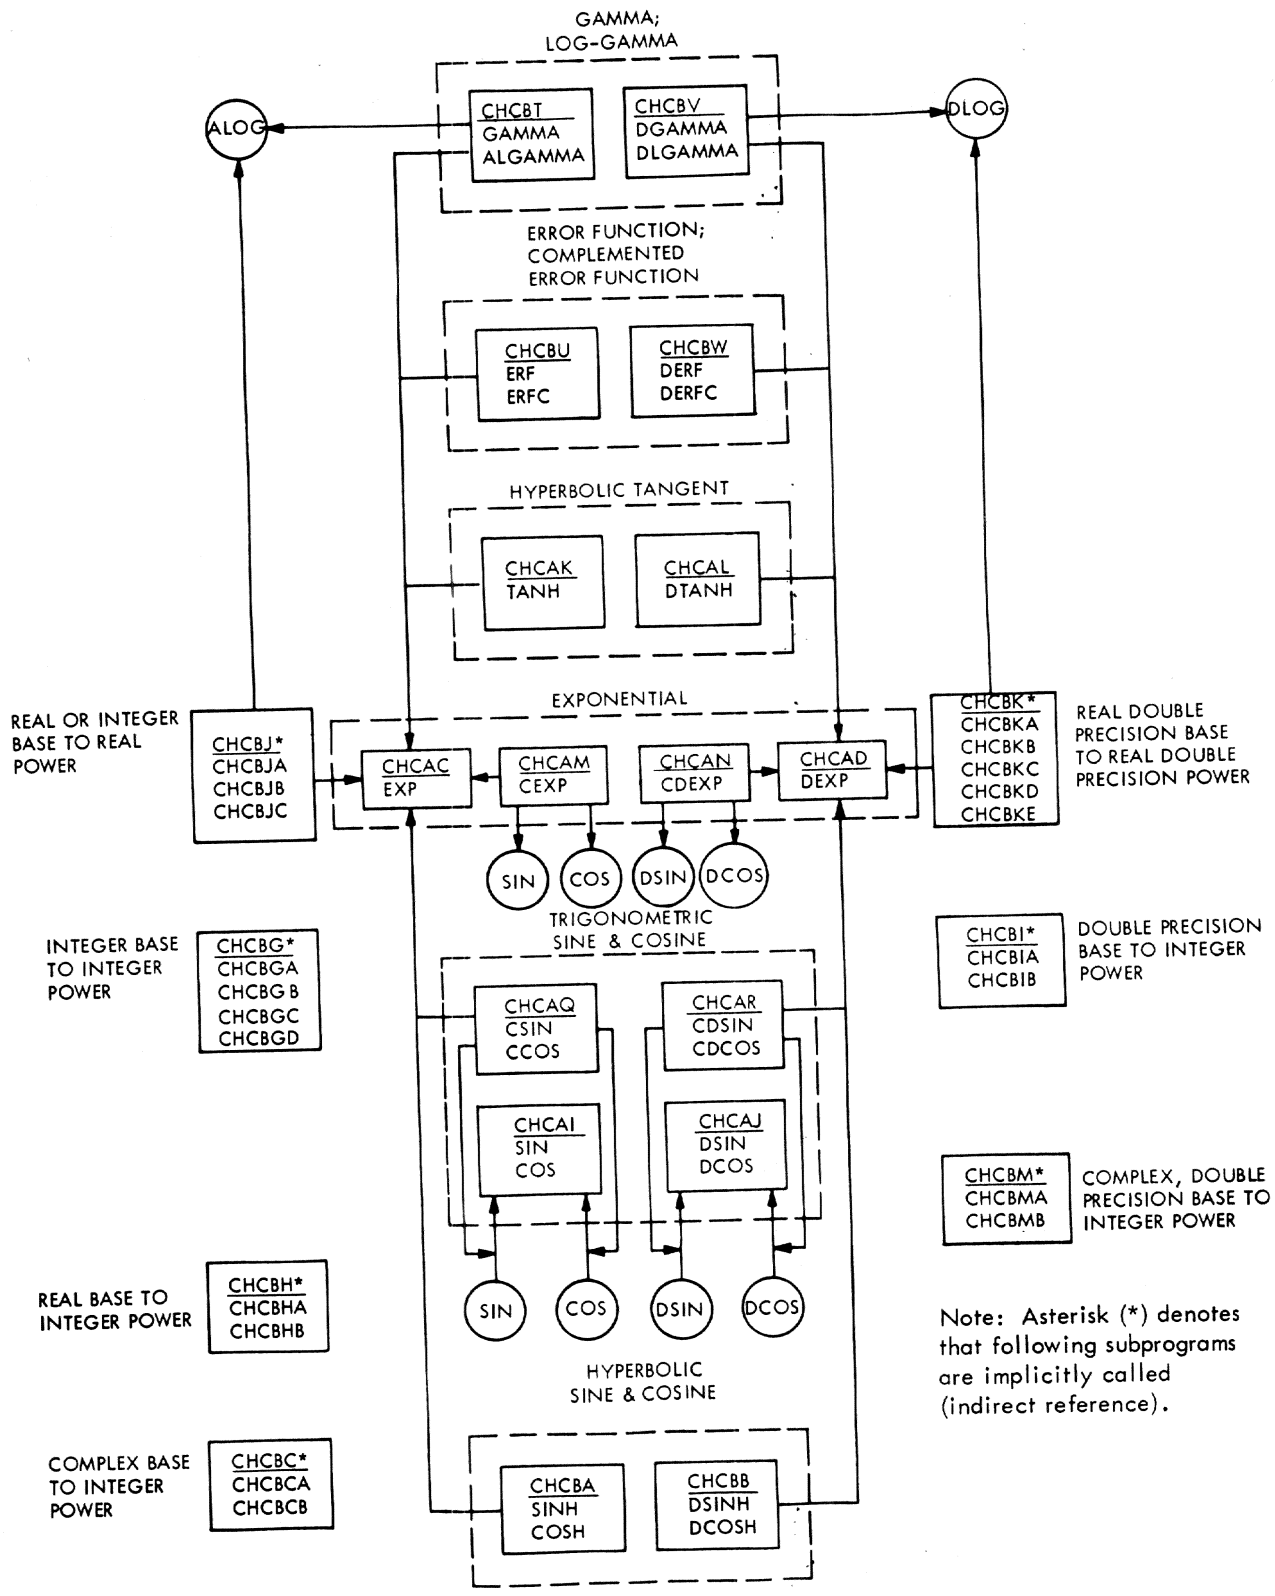 GAMMA;
LOG-GAMMA
ALOG
CHCBT
GAMMA
ALGAMMA
CHCBV
DGAMMA
DLGAMMA
DLOG
ERROR FUNCTION;
COMPLEMENTED
ERROR FUNCTION
CHCBU
ERF
ERFC
CHCBW
DERF
DERFC
HYPERBOLIC TANGENT
CHCAK
TANH
CHCAL
DTANH
EXPONENTIAL
REAL OR INTEGER
BASE TO REAL
POWER
CHCBJ*
CHCBJA
CHCBJB
CHCBJC
CHCAC
EXP
CHCAM
CEXP
CHCAN
CDEXP
CHCAD
DEXP
CHCBK*
CHCBKA
CHCBKB
CHCBKC
CHCBKD
CHCBKE
REAL DOUBLE
PRECISION BASE
TO REAL DOUBLE
PRECISION POWER
SIN
COS
DSIN
DCOS
TRIGONOMETRIC
SINE & COSINE
INTEGER BASE
TO INTEGER
POWER
CHCBG*
CHCBGA
CHCBGB
CHCBGC
CHCBGD
CHCAQ
CSIN
CCOS
CHCAR
CDSIN
CDCOS
CHCBI*
CHCBIA
CHCBIB
DOUBLE PRECISION
BASE TO INTEGER
POWER
CHCAI
SIN
COS
CHCAJ
DSIN
DCOS
CHCBM*
CHCBMA
CHCBMB
COMPLEX, DOUBLE
PRECISION BASE TO
INTEGER POWER
REAL BASE TO
INTEGER POWER
CHCBH*
CHCBHA
CHCBHB
SIN
COS
DSIN
DCOS
Note: Asterisk (*) denotes
that following subprograms
are implicitly called
(indirect reference).
HYPERBOLIC
SINE & COSINE
COMPLEX BASE
TO INTEGER
POWER
CHCBC*
CHCBCA
CHCBCB
CHCBA
SINH
COSH
CHCBB
DSINH
DCOSH